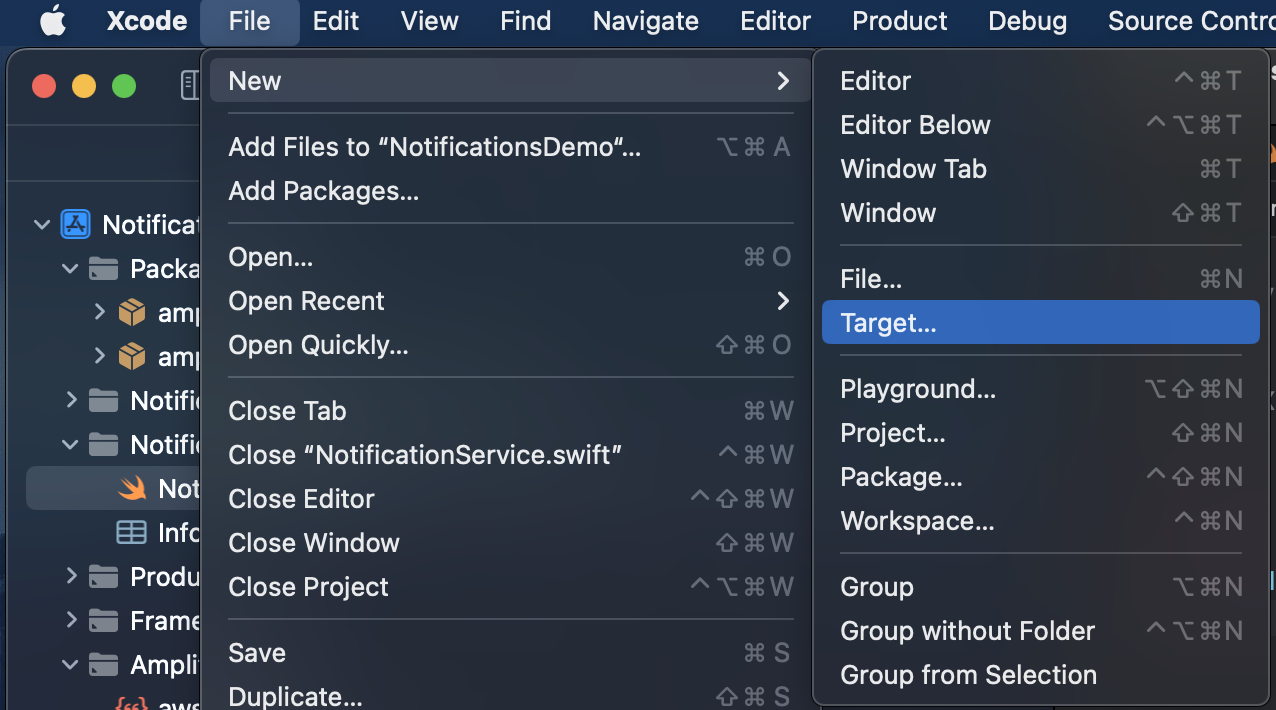 Xcode File Edit View Find Navigate Editor Product Debug Source Contro
New
Add Files to “NotificationsDemo“... ⌥⌘ A
Add Packages...
Open... ⌘ O
Open Recent
Open Quickly... ⇧⌘ O
Close Tab ⌘W
Close “NotificationService.swift” ^⌘W
Close Editor ^⇧⌘W
Close Window ⇧⌘W
Close Project ^⌥⌘W
Save ⌘ S
Duplicate... ⇧⌘ S
Editor ^⌘T
Editor Below ^⌥⌘T
Window Tab ⌘T
Window ⇧⌘T
File... ⌘N
Target...
Playground... ⌥⇧⌘N
Project... ⇧⌘N
Package... ^⇧⌘N
Workspace... ^⌘N
Group ⌥⌘N
Group without Folder ^⌥⌘N
Group from Selection
Notificat
Packa
amp
amp
Notific
Notific
Not
Info
Produ
Frame
Amplif
aws